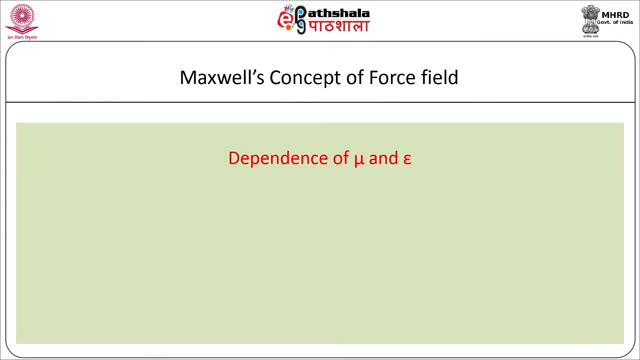 Pathshala
पाठशाला
MHRD
Govt. of India
Maxwell's Concept of Force field
Dependence of μ and ε